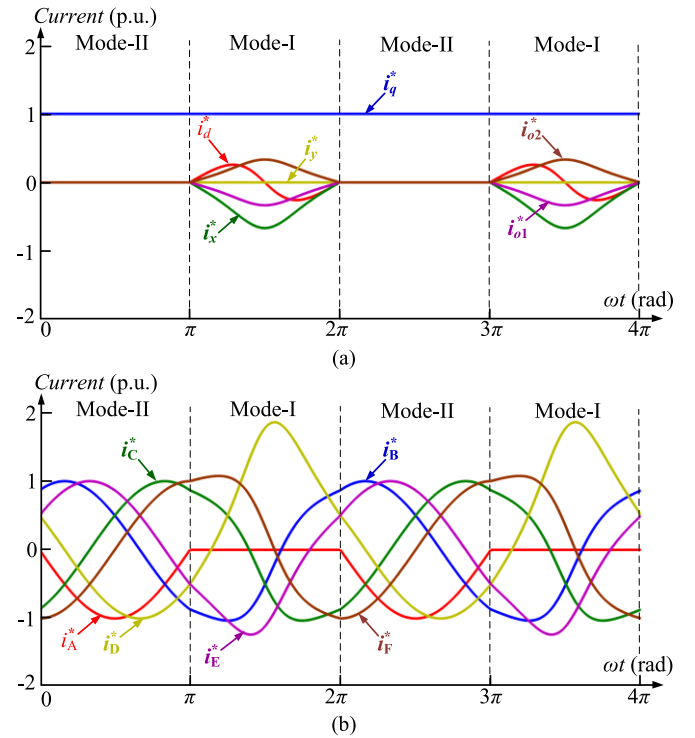 Current (p.u.)
Mode-II Mode-I Mode-II Mode-I
2
1
0
-1
-2
i*q
i*d
i*y
i*o2
i*x
i*o1
ωt (rad)
0 π 2π 3π 4π
(a)
Current (p.u.)
Mode-II Mode-I Mode-II Mode-I
2
1
0
-1
-2
i*C
i*B
i*A
i*D
i*E
i*F
ωt (rad)
0 π 2π 3π 4π
(b)